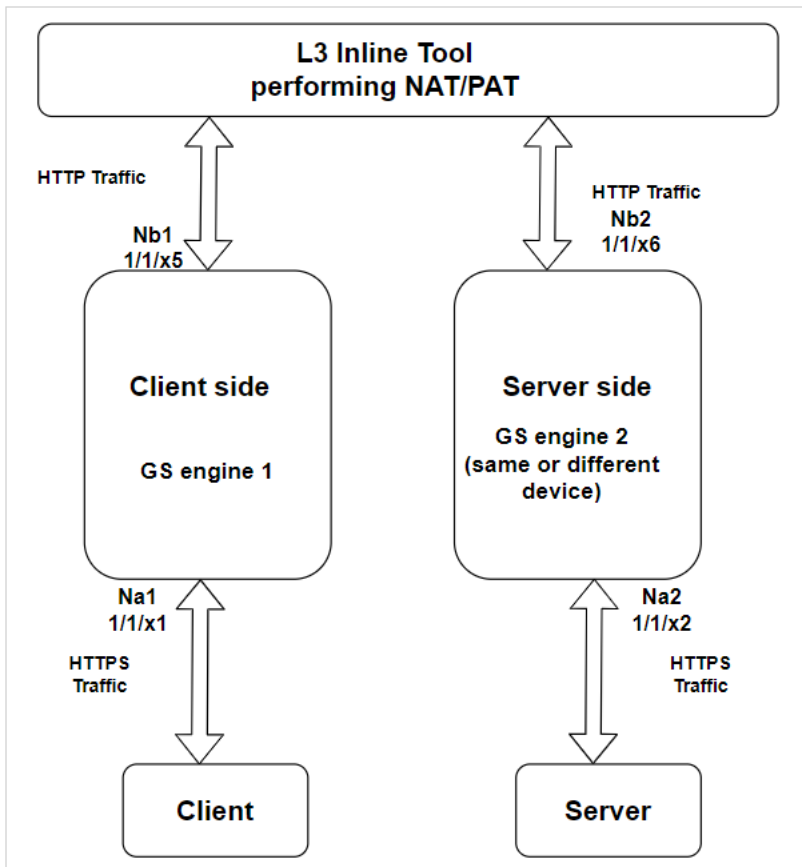 L3 Inline Tool
performing NAT/PAT
HTTP Traffic
HTTP Traffic
Nb1
1/1/x5
Nb2
1/1/x6
Client side
GS engine 1
Server side
GS engine 2
(same or different
device)
Na1
1/1/x1
Na2
1/1/x2
HTTPS
Traffic
HTTPS
Traffic
Client
Server